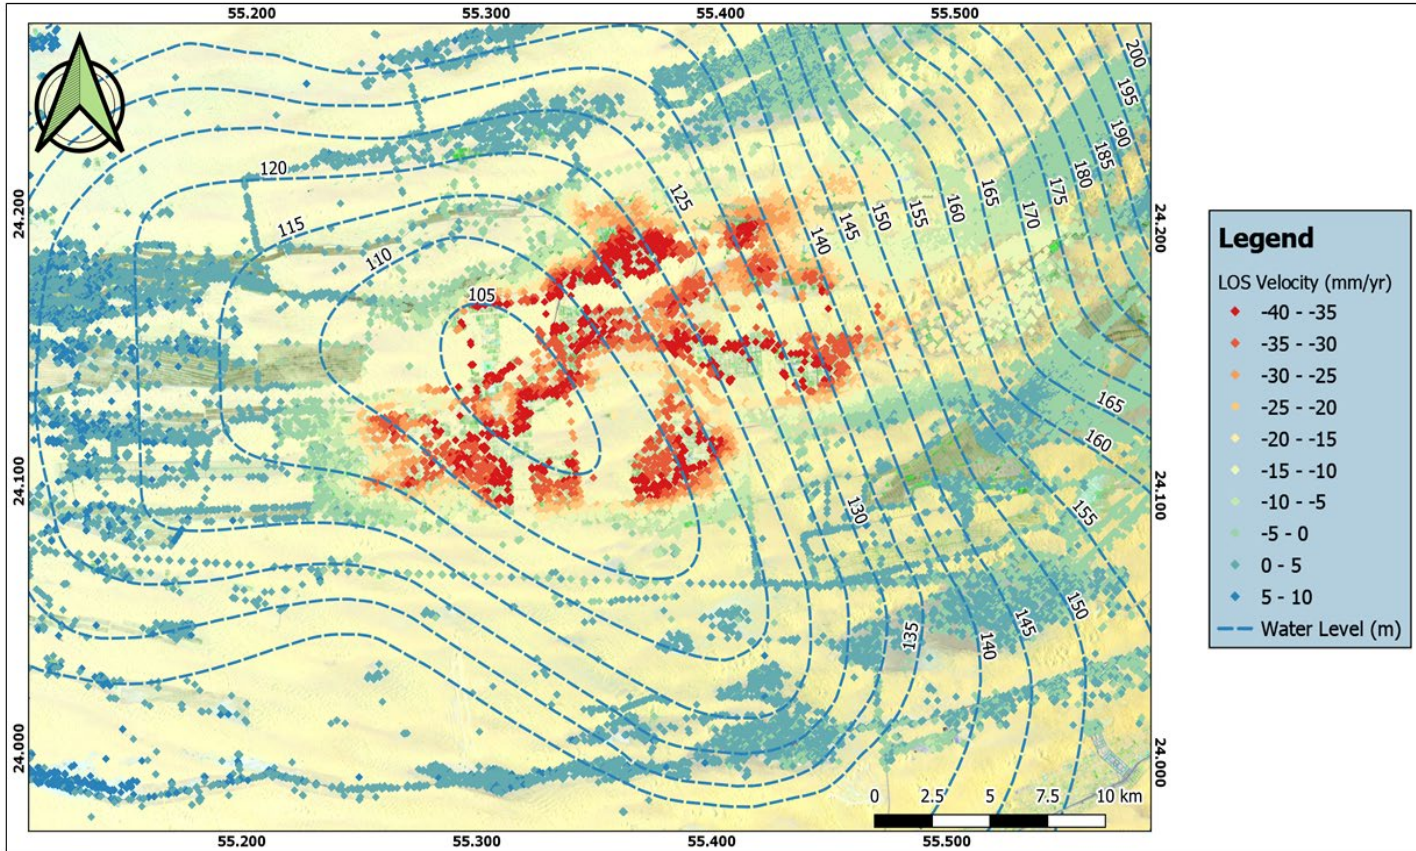 55.200 55.300 55.400 55.500
200
195
190
185
180
175
170
165
160
155
150
145
140
125
120
115
110
105
24.200
24.200
24.100
24.100
24.000
24.000
165
160
155
150
145
140
135
130
0 2.5 5 7.5 10 km
55.200 55.300 55.400 55.500
Legend
LOS Velocity (mm/yr)
-40 - -35
-35 - -30
-30 - -25
-25 - -20
-20 - -15
-15 - -10
-10 - -5
-5 - 0
0 - 5
5 - 10
Water Level (m)